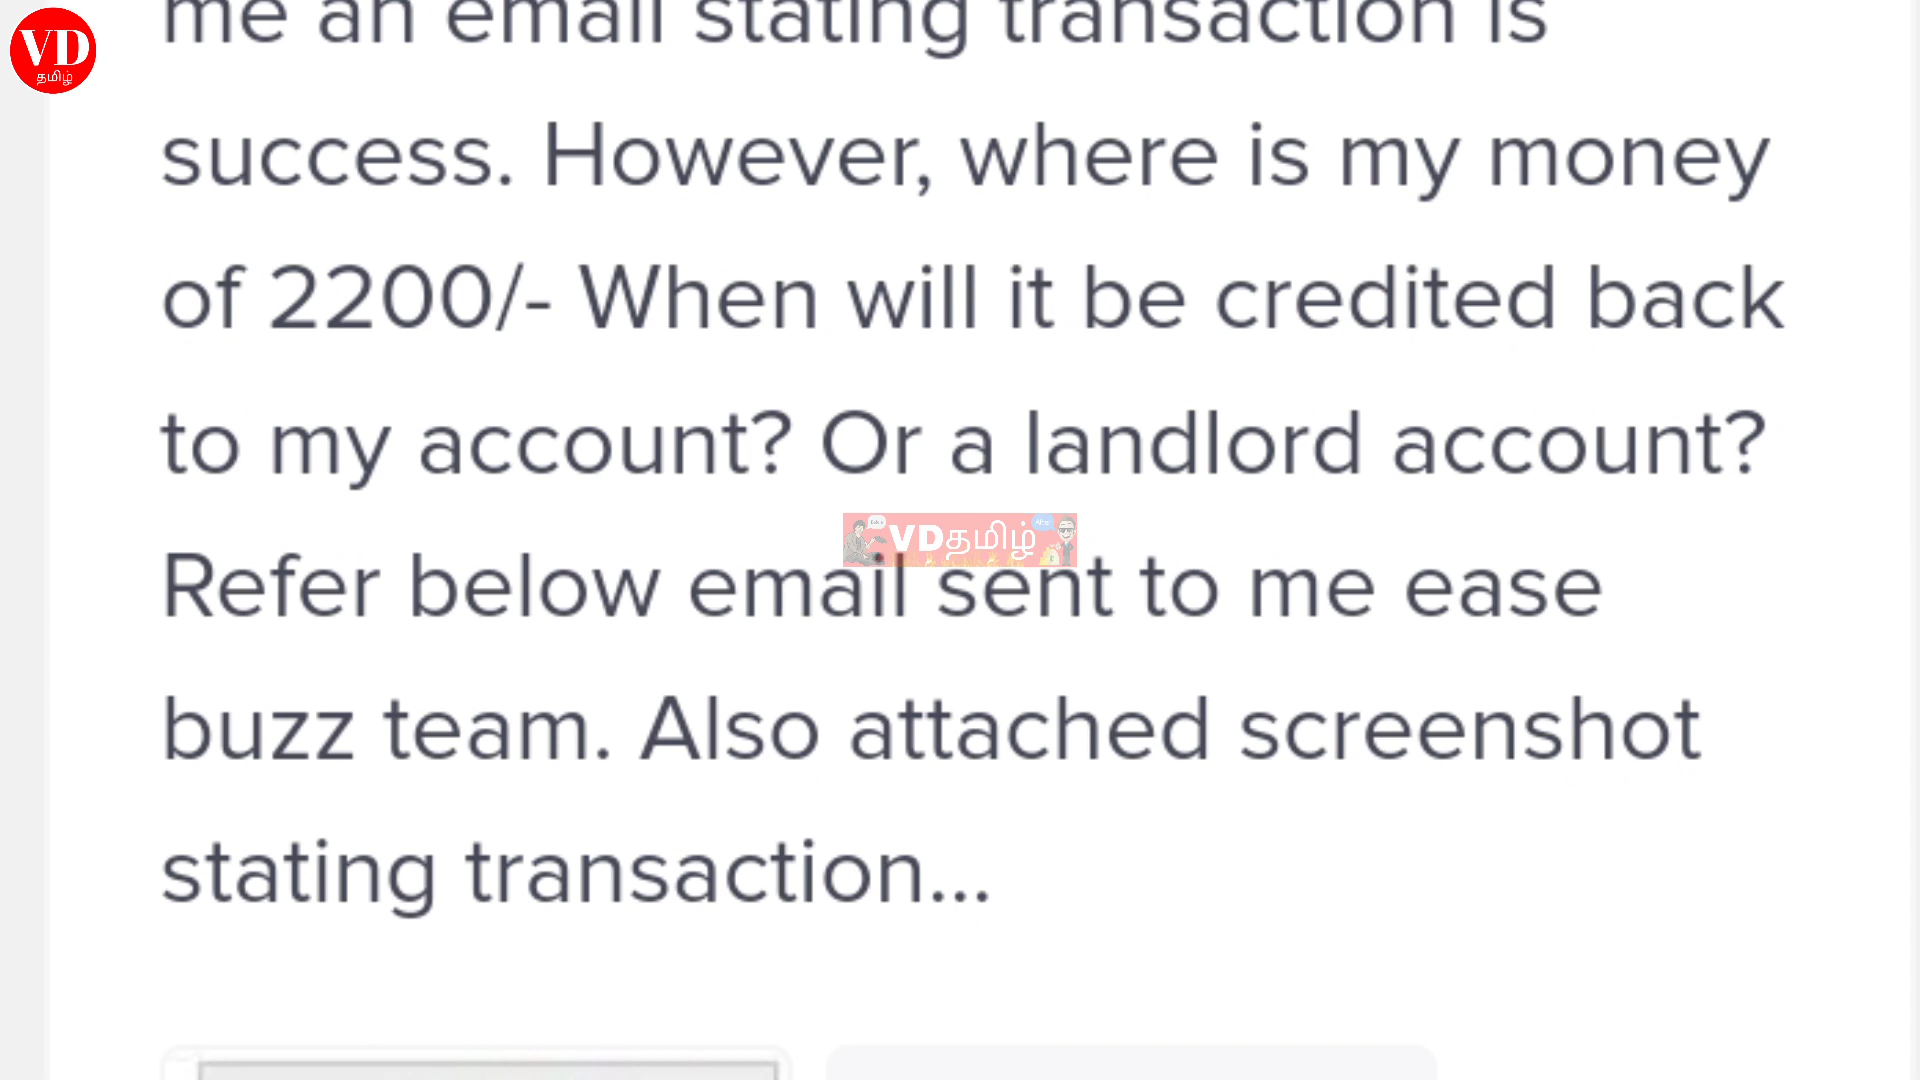 VD
தமிழ்
me an email stating transaction is
success. However, where is my money
of 2200/- When will it be credited back
to my account? Or a landlord account?
VDதமிழ்
Refer below email sent to me ease
buzz team. Also attached screenshot
stating transaction...